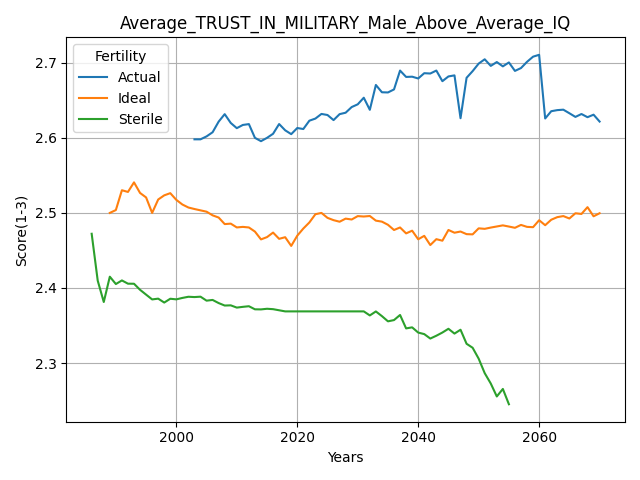 Average_TRUST_IN_MILITARY_Male_Above_Average_IQ
Fertility
Actual
Ideal
Sterile
Score(1-3)
2.7
2.6
2.5
2.4
2.3
2000
2020
2040
2060
Years